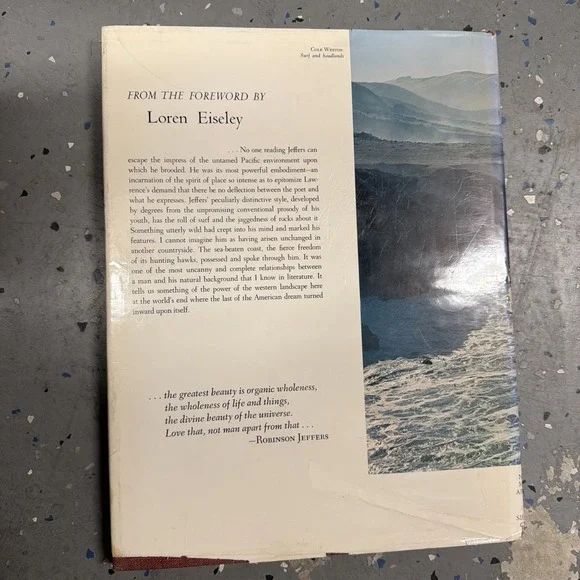 COLE WESTON:
Surf and headlands
FROM THE FOREWORD BY
Loren Eiseley
. . . No one reading Jeffers can
escape the impress of the untamed Pacific environment upon
which he brooded. He was its most powerful embodiment—an
incarnation of the spirit of place so intense as to epitomize Law-
rence's demand that there be no deflection between the poet and
what he expresses. Jeffers' peculiarly distinctive style, developed
by degrees from the unpromising conventional prosody of his
youth, has the roll of surf and the jaggedness of rocks about it
Something utterly wild had crept into his mind and marked his
features. I cannot imagine him as having arisen unchanged in
another countryside. The sea-beaten coast, the fierce freedom
of its hunting hawks, possessed and spoke through him. It was
one of the most uncanny and complete relationships between
a man and his natural background that I know in literature. It
tells us something of the power of the western landscape here
at the world's end where the last of the American dream turned
inward upon itself.
. . . the greatest beauty is organic wholeness,
the wholeness of life and things,
the divine beauty of the universe.
Love that, not man apart from that . . .
—ROBINSON JEFFERS